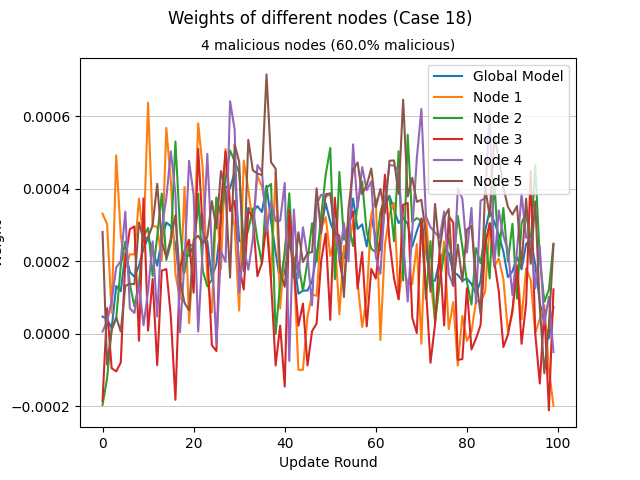 Weights of different nodes (Case 18)
4 malicious nodes (60.0% malicious)
Global Model
Node 1
Node 2
Node 3
Node 4
Node 5
0.0006
0.0004
0.0002
0.0000
−0.0002
0
20
40
60
80
100
Update Round